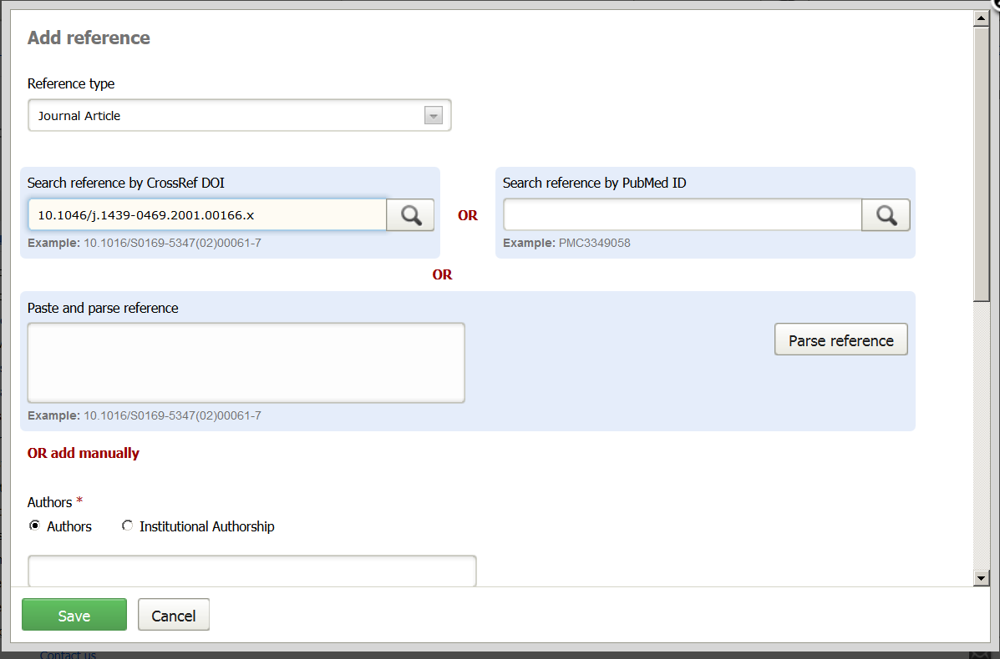 Add reference
Reference type
Journal Article
Search reference by CrossRef DOI
10.1046/j.1439-0469.2001.00166.x
Example: 10.1016/S0169-5347(02)00061-7
OR
Search reference by PubMed ID
Example: PMC3349058
OR
Paste and parse reference
Parse reference
Example: 10.1016/S0169-5347(02)00061-7
OR add manually
Authors *
Authors
Institutional Authorship
Save
Cancel
Contact us